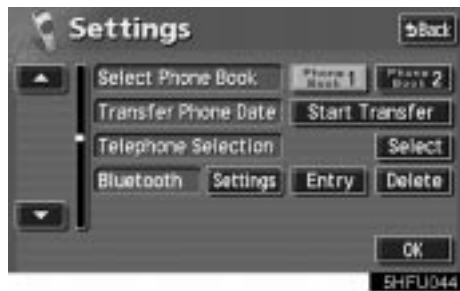 Settings
Back
Select Phone Book Phone Book 1 Phone Book 2
Transfer Phone Date Start Transfer
Telephone Selection Select
Bluetooth Settings Entry Delete
OK
5HFU044